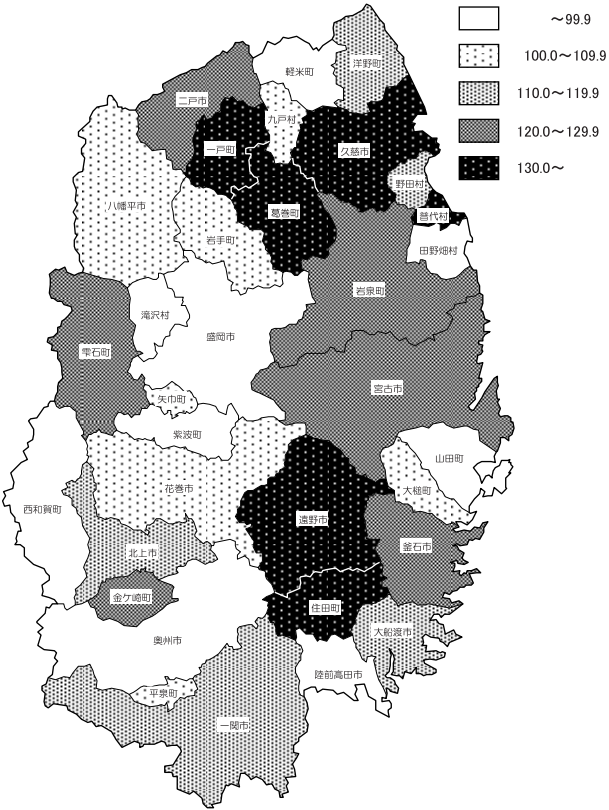 ～99.9
100.0～109.9
110.0～119.9
120.0～129.9
130.0～
洋野町
軽米町
二戸市
九戸村
一戸町
久慈市
野田村
八幡平市
葛巻町
普代村
岩手町
田野畑村
岩泉町
滝沢村
盛岡市
雫石町
宮古市
矢巾町
紫波町
山田町
花巻市
大槌町
西和賀町
遠野市
釜石市
北上市
金ケ崎町
住田町
大船渡市
奥州市
陸前高田市
平泉町
一関市